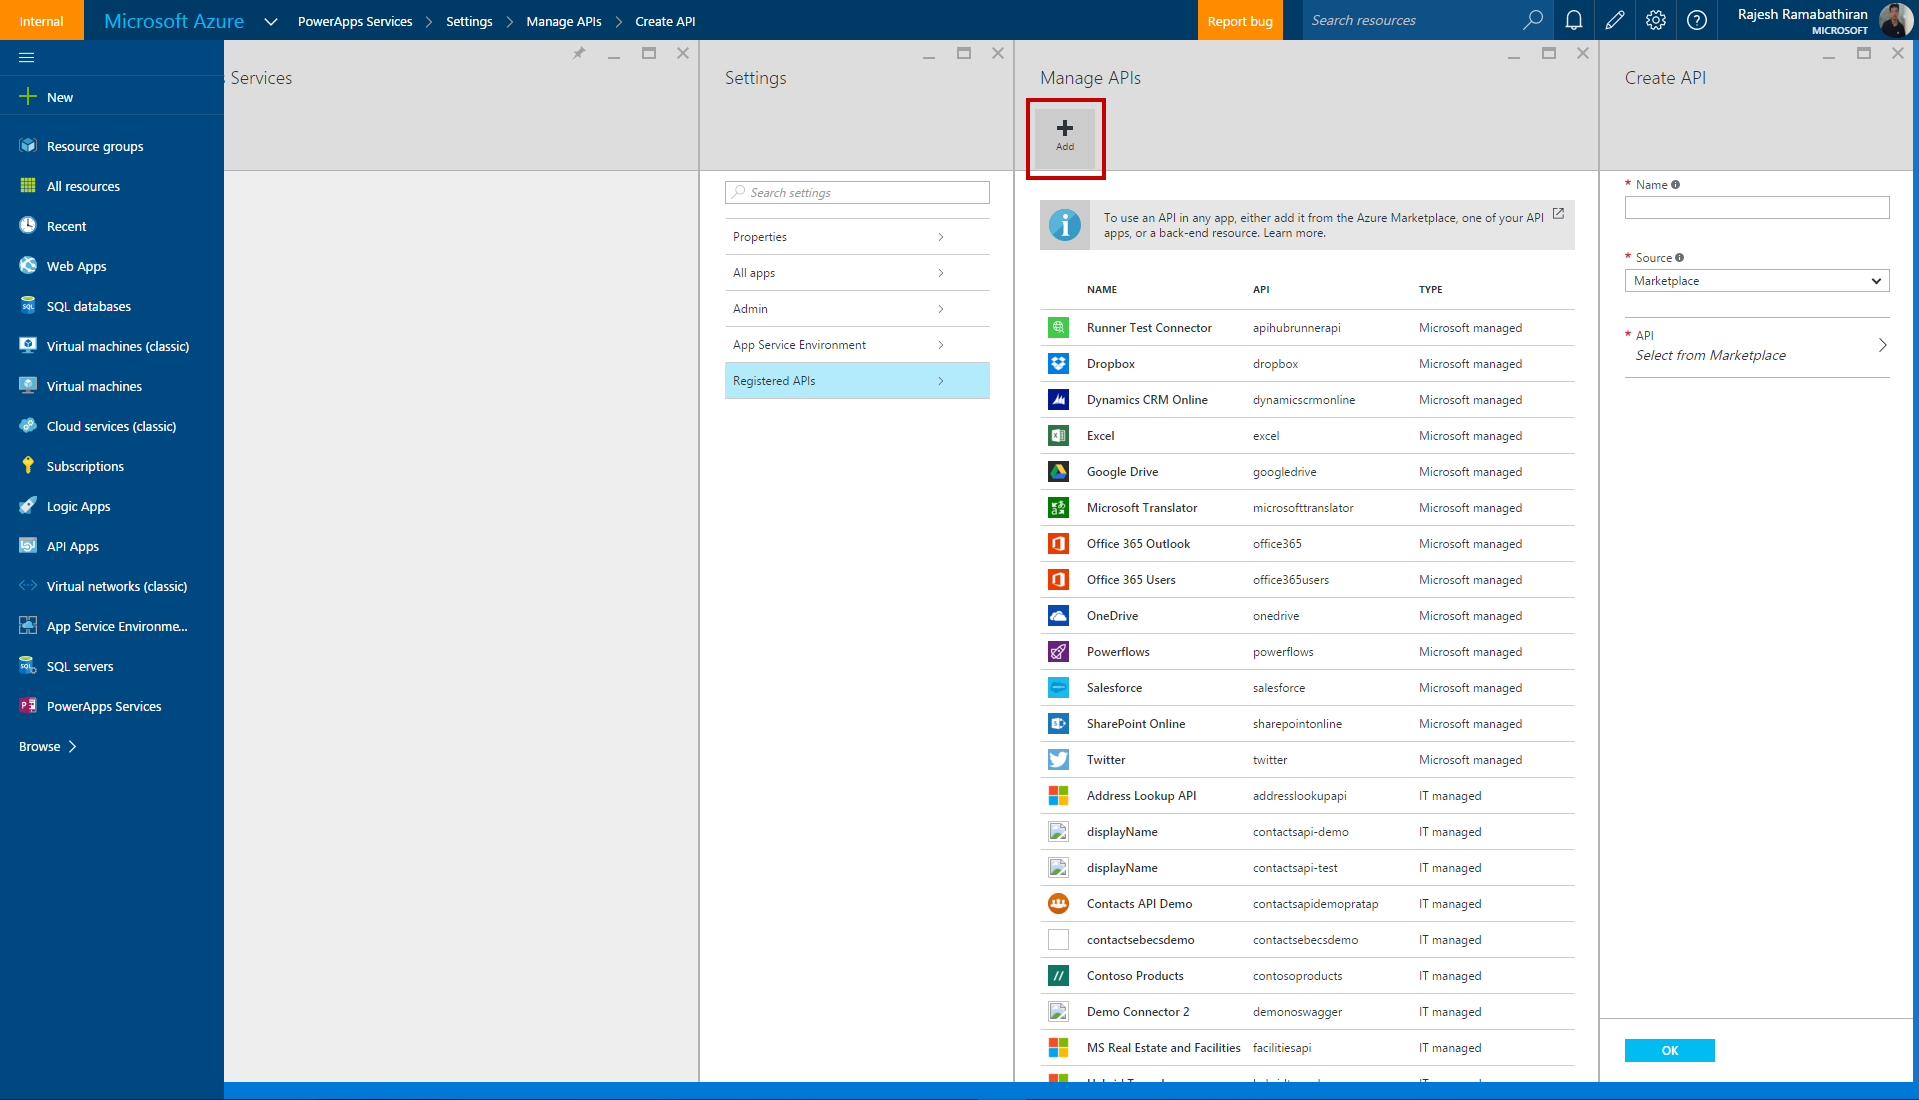 Internal
Microsoft Azure
PowerApps Services
Settings
Manage APIs
Create API
Report bug
Search resources
Rajesh Ramabathiran
MICROSOFT
New
Resource groups
All resources
Recent
Web Apps
SQL databases
Virtual machines (classic)
Virtual machines
Cloud services (classic)
Subscriptions
Logic Apps
API Apps
Virtual networks (classic)
App Service Environme...
SQL servers
PowerApps Services
Browse
Services
Settings
Search settings
Properties
All apps
Admin
App Service Environment
Registered APIs
Manage APIs
Add
To use an API in any app, either add it from the Azure Marketplace, one of your API
apps, or a back-end resource. Learn more.
NAME API TYPE
Runner Test Connector apihubrunnerapi Microsoft managed
Dropbox dropbox Microsoft managed
Dynamics CRM Online dynamicscrmonline Microsoft managed
Excel excel Microsoft managed
Google Drive googledrive Microsoft managed
Microsoft Translator microsofttranslator Microsoft managed
Office 365 Outlook office365 Microsoft managed
Office 365 Users office365users Microsoft managed
OneDrive onedrive Microsoft managed
Powerflows powerflows Microsoft managed
Salesforce salesforce Microsoft managed
SharePoint Online sharepointonline Microsoft managed
Twitter twitter Microsoft managed
Address Lookup API addresslookupapi IT managed
displayName contactsapi-demo IT managed
displayName contactsapi-test IT managed
Contacts API Demo contactsapidemopratap IT managed
contactsebecsdemo contactsebecsdemo IT managed
Contoso Products contosoproducts IT managed
Demo Connector 2 demonoswagger IT managed
MS Real Estate and Facilities facilitiesapi IT managed
Create API
* Name
* Source
Marketplace
* API
Select from Marketplace
OK